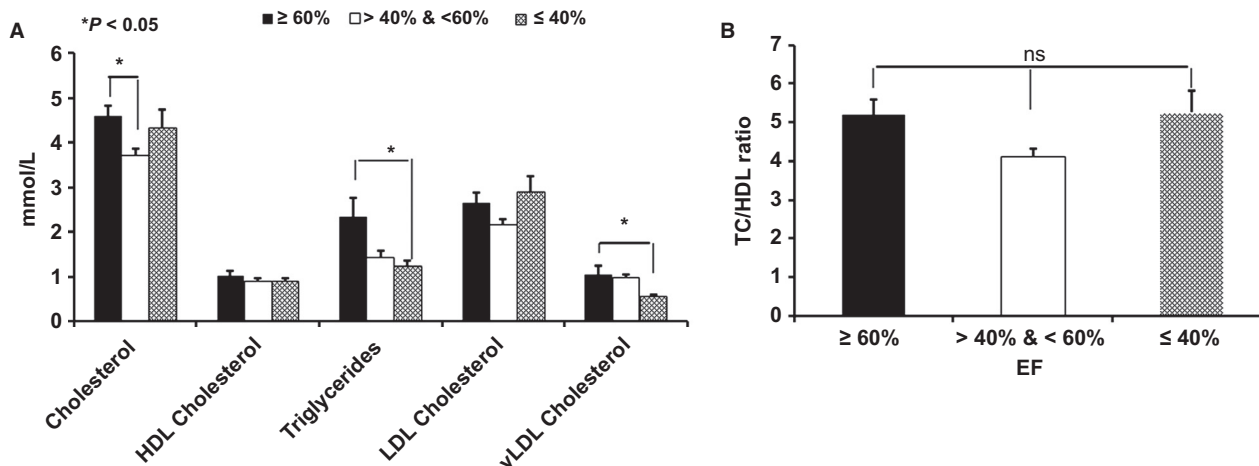 A
*P < 0.05
≥ 60% > 40% & <60% ≤ 40%
6
5
4
3
2
1
0
mmol/L
*
*
*
Cholesterol
HDL Cholesterol
Triglycerides
LDL Cholesterol
vLDL Cholesterol
B
7
6
5
4
3
2
1
0
TC/HDL ratio
ns
≥ 60% > 40% & < 60% ≤ 40%
EF